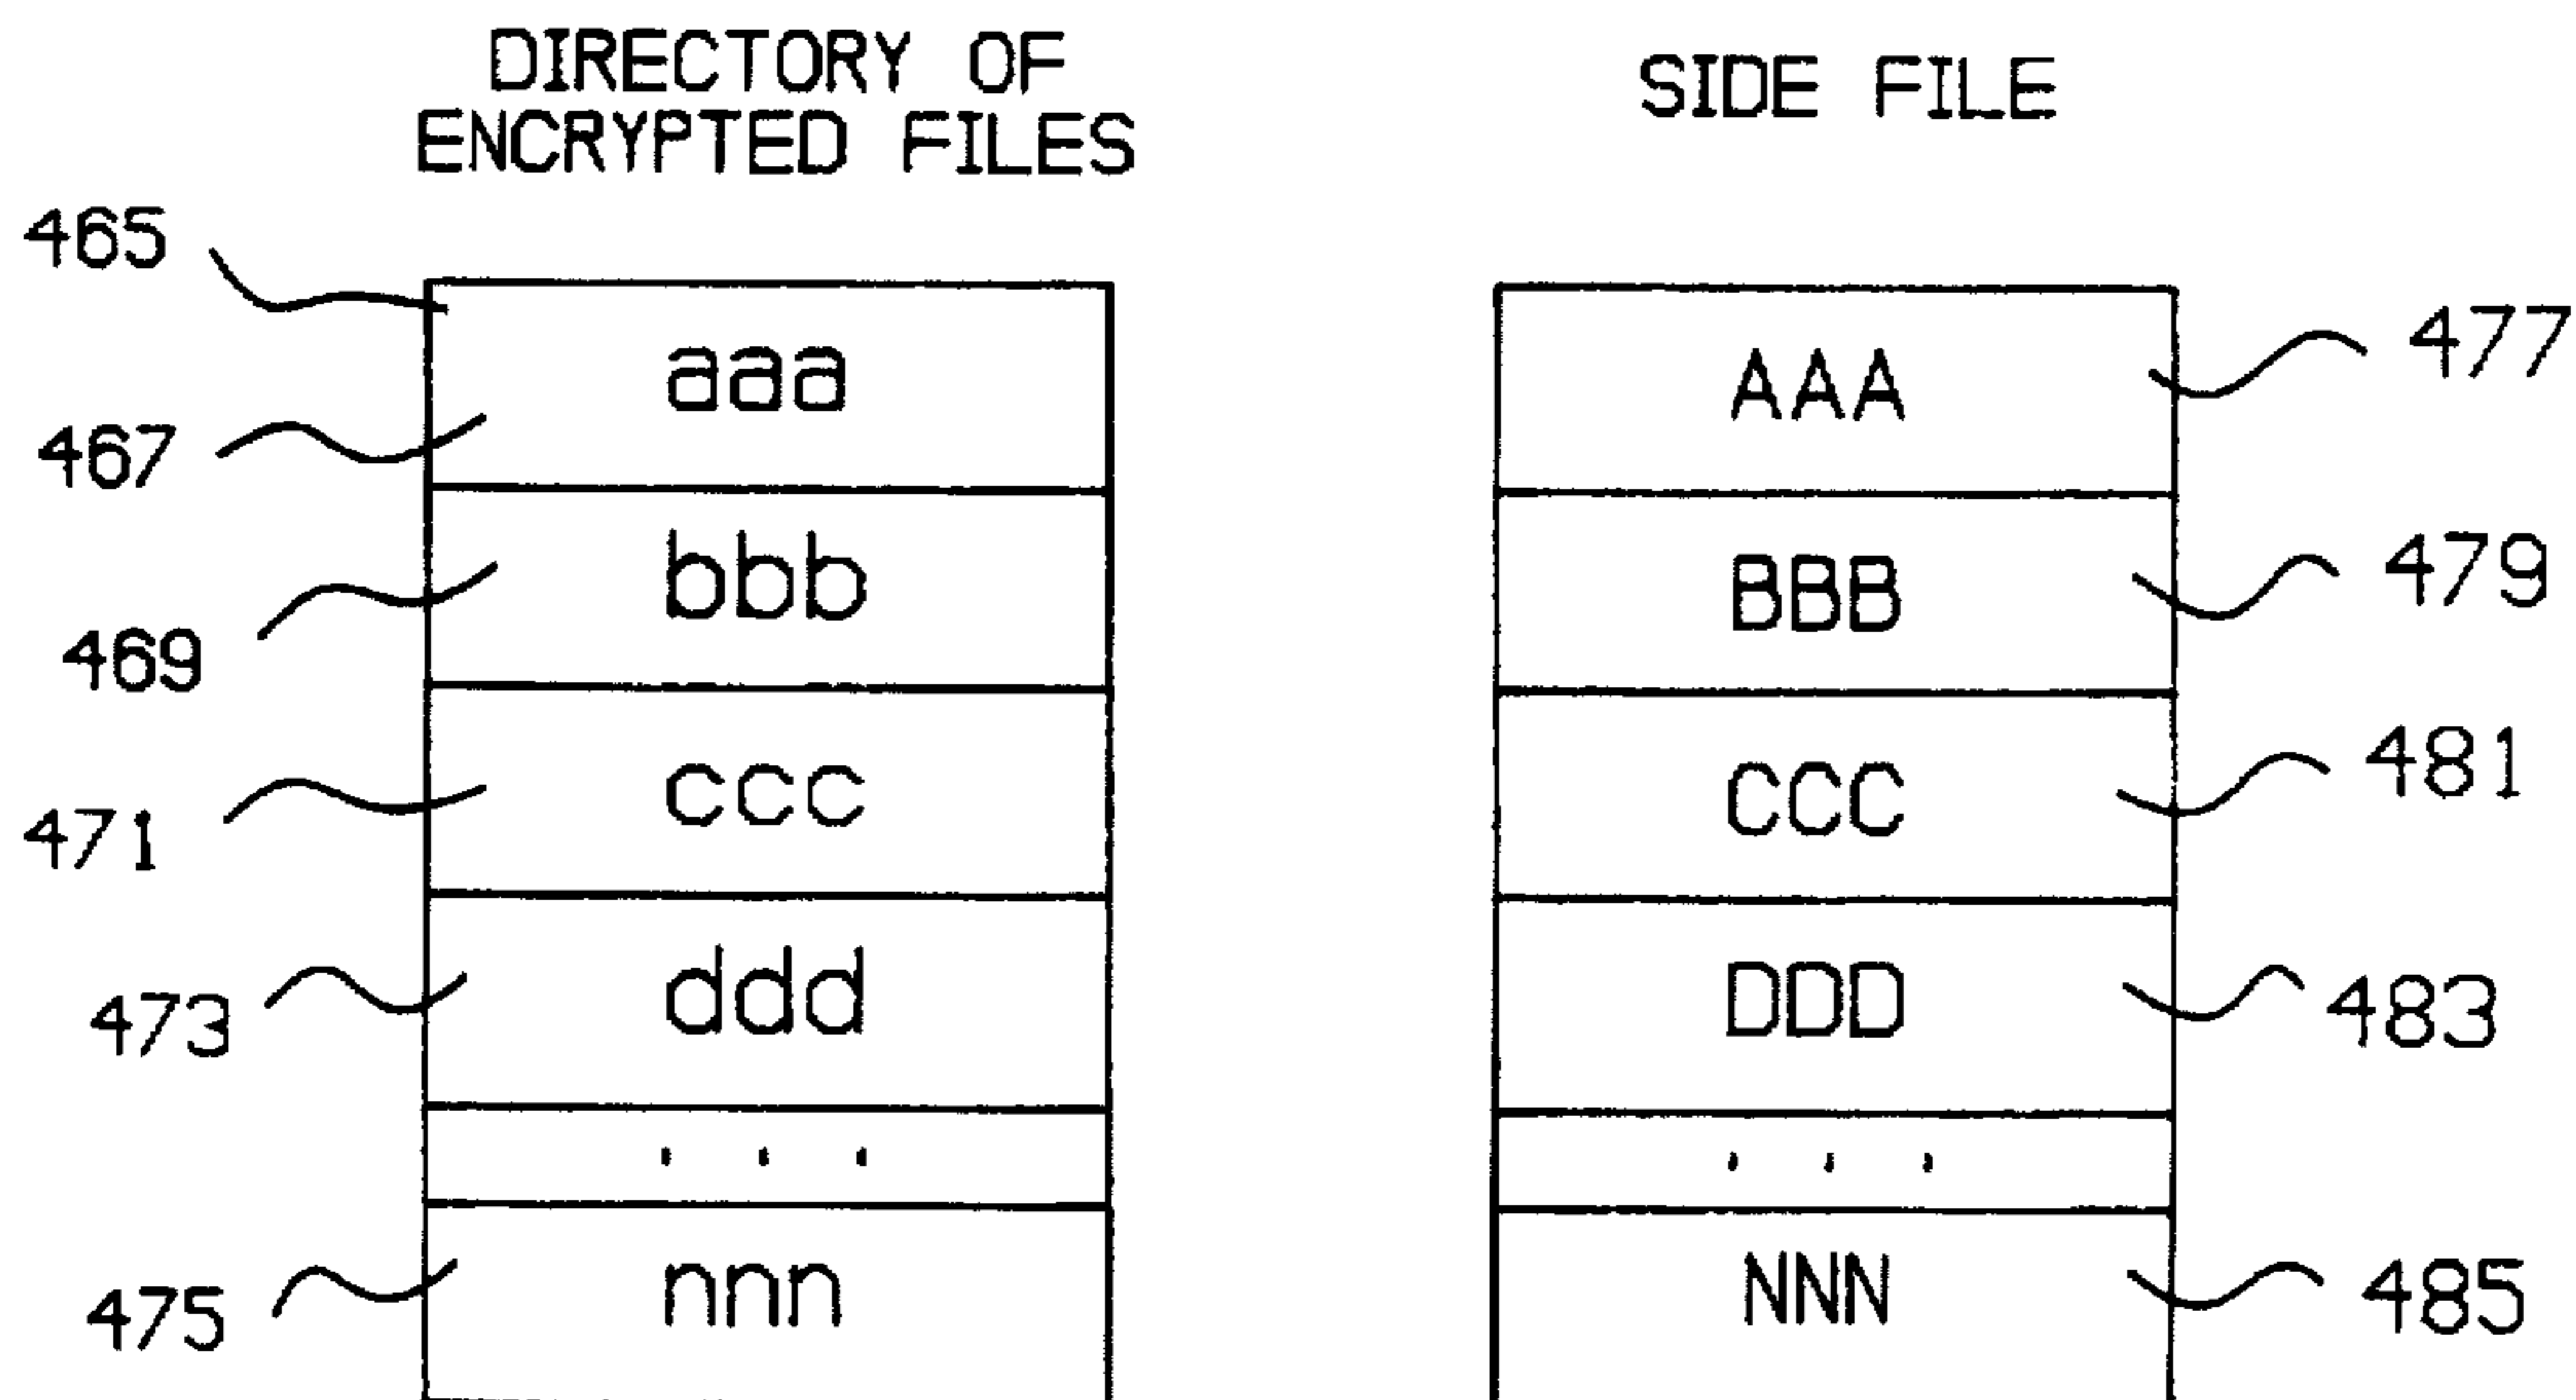 DIRECTORY OF
ENCRYPTED FILES
465
467
469
471
473
475
aaa
bbb
ccc
ddd
. . .
nnn
SIDE FILE
AAA
BBB
CCC
DDD
. . .
NNN
477
479
481
483
485